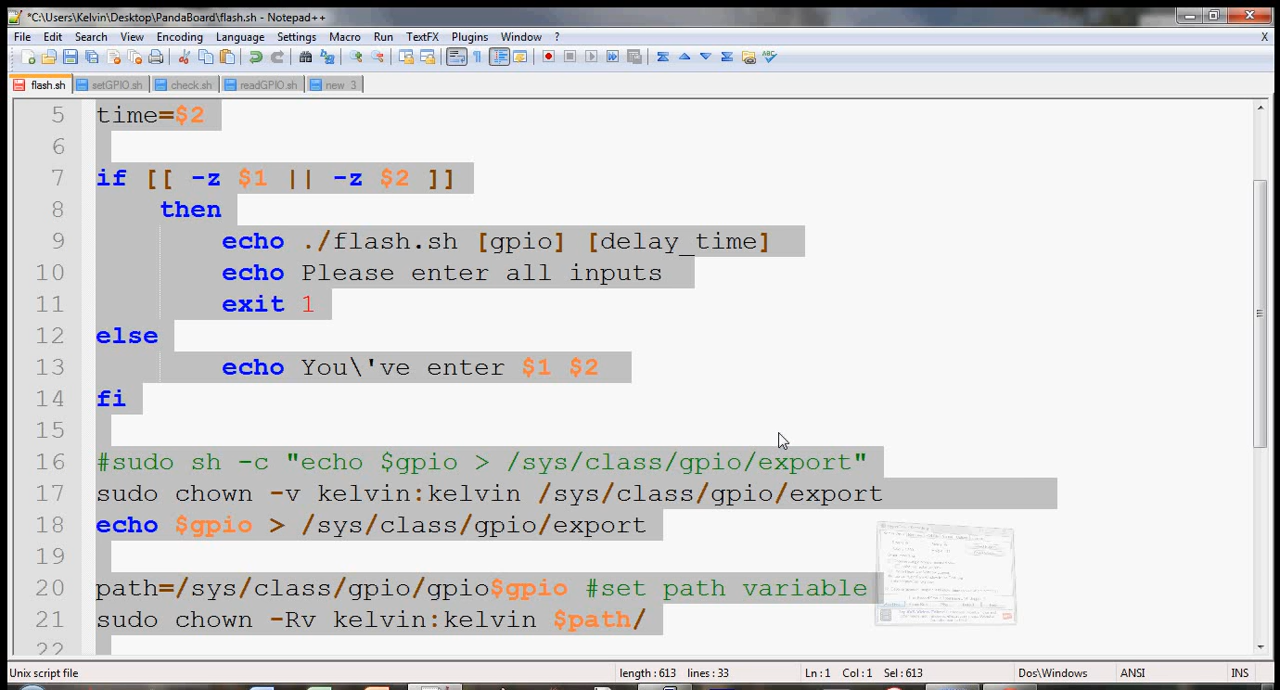 *C:\Users\Kelvin\Desktop\PandaBoard\flash.sh - Notepad++
File Edit Search View Encoding Language Settings Macro Run TextFX Plugins Window ? X
flash.sh setGPIO.sh check.sh readGPIO.sh new 3
5 time=$2
6
7 if [[ -z $1 || -z $2 ]]
8 then
9 echo ./flash.sh [gpio] [delay_time]
10 echo Please enter all inputs
11 exit 1
12 else
13 echo You\'ve enter $1 $2
14 fi
15
16 #sudo sh -c "echo $gpio > /sys/class/gpio/export"
17 sudo chown -v kelvin:kelvin /sys/class/gpio/export
18 echo $gpio > /sys/class/gpio/export
19
20 path=/sys/class/gpio/gpio$gpio #set path variable
21 sudo chown -Rv kelvin:kelvin $path/
22
Unix script file length : 613 lines : 33 Ln : 1 Col : 1 Sel : 613 Dos\Windows ANSI INS